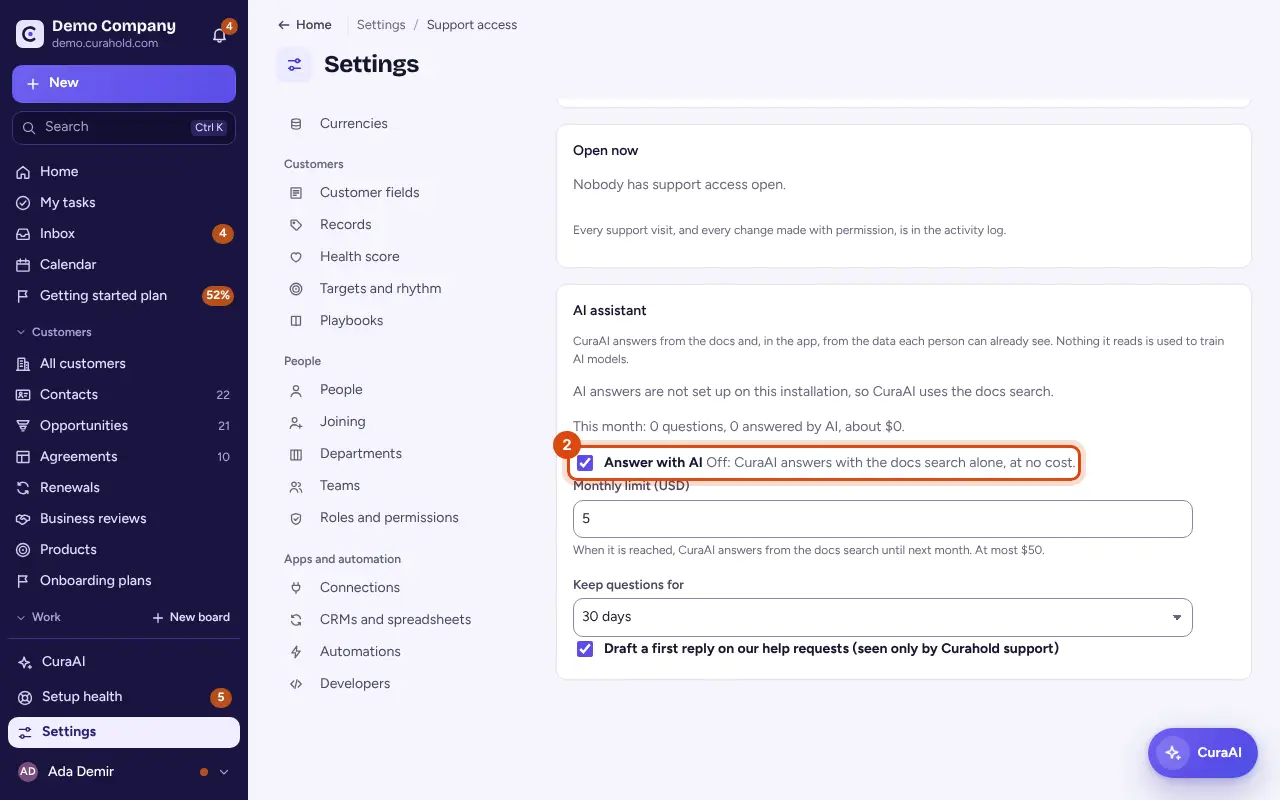 Demo Company
demo.curahold.com
4
New
Search
Ctrl K
Home
My tasks
Inbox
4
Calendar
Getting started plan
52%
Customers
All customers
Contacts
22
Opportunities
21
Agreements
10
Renewals
Business reviews
Products
Onboarding plans
Work
New board
CuraAI
Setup health
5
Settings
AD
Ada Demir
Home
Settings / Support access
Settings
Currencies
Customers
Customer fields
Records
Health score
Targets and rhythm
Playbooks
People
People
Joining
Departments
Teams
Roles and permissions
Apps and automation
Connections
CRMs and spreadsheets
Automations
Developers
Open now
Nobody has support access open.
Every support visit, and every change made with permission, is in the activity log.
AI assistant
CuraAI answers from the docs and, in the app, from the data each person can already see. Nothing it reads is used to train
AI models.
AI answers are not set up on this installation, so CuraAI uses the docs search.
This month: 0 questions, 0 answered by AI, about $0.
2
Answer with AI Off: CuraAI answers with the docs search alone, at no cost.
Monthly limit (USD)
5
When it is reached, CuraAI answers from the docs search until next month. At most $50.
Keep questions for
30 days
Draft a first reply on our help requests (seen only by Curahold support)
CuraAI